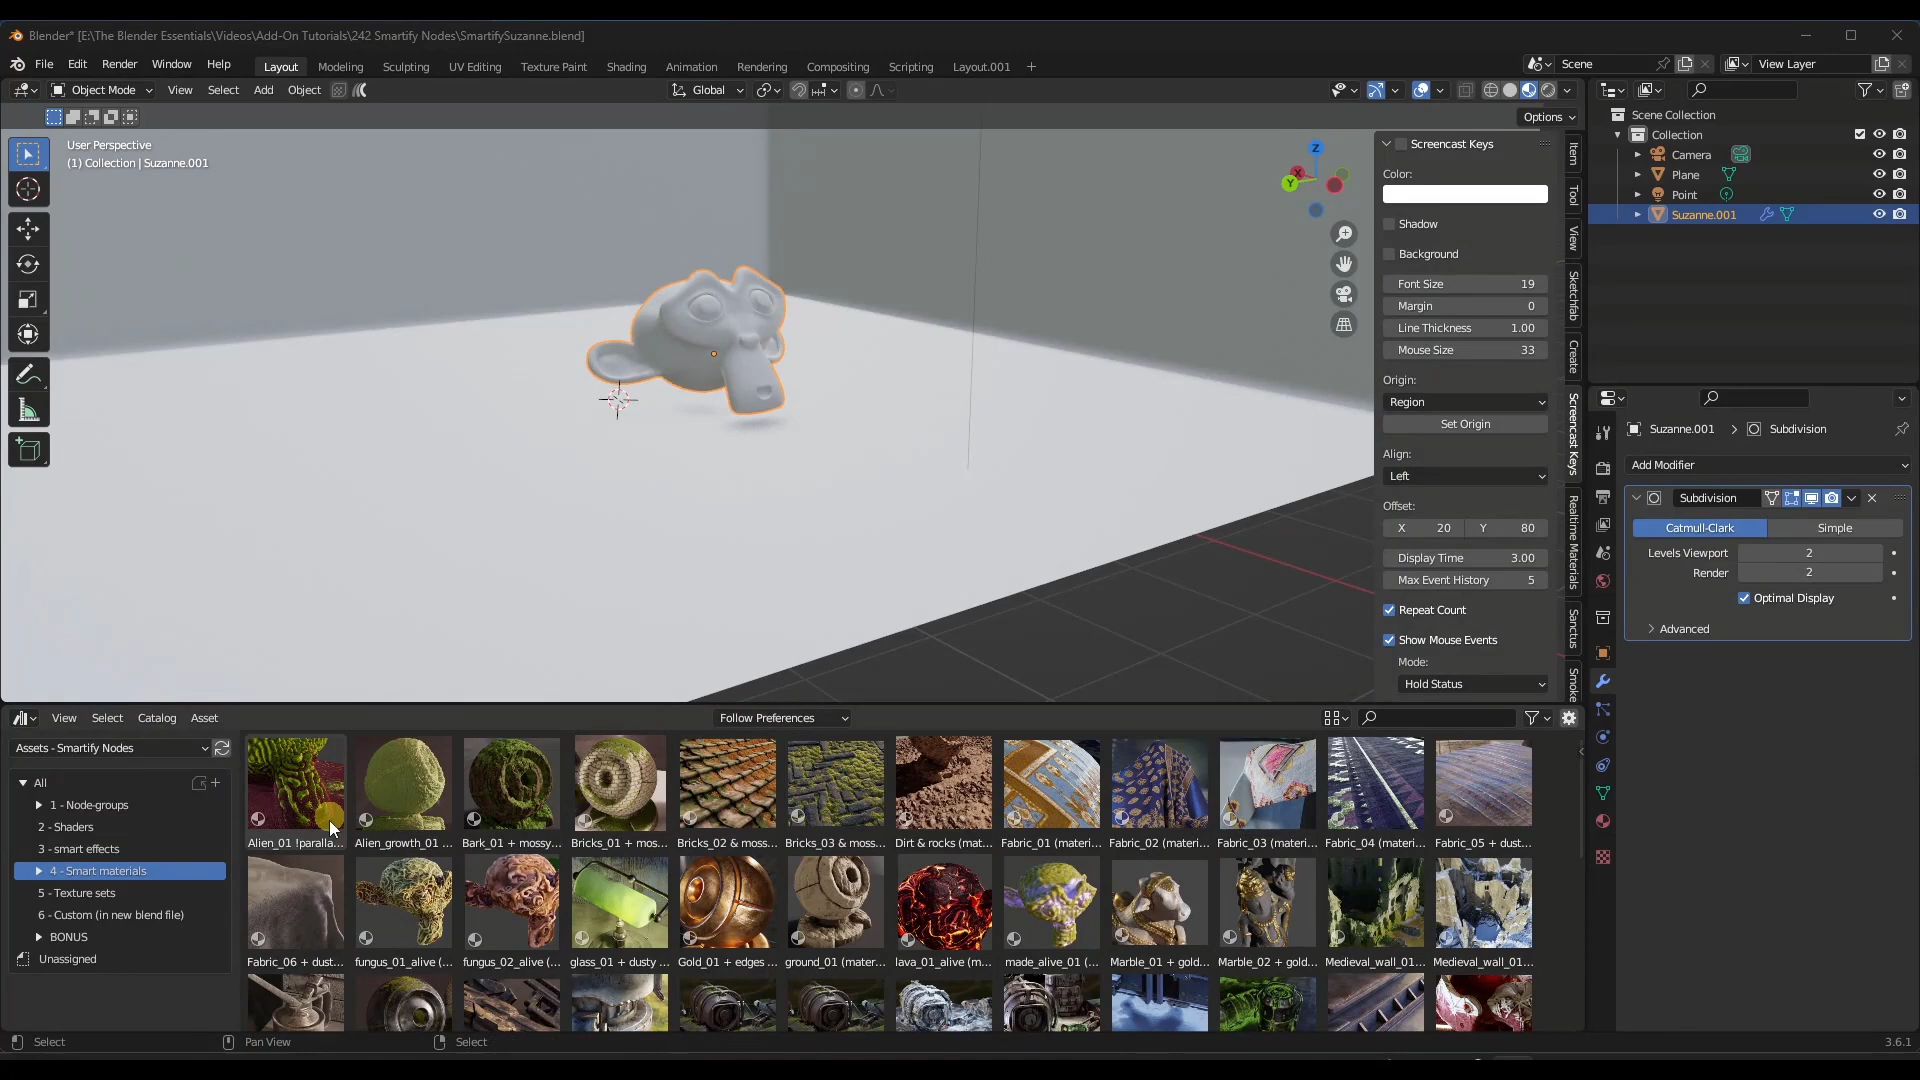 Blender* [E:\The Blender Essentials\Videos\Add-On Tutorials\242 Smartify Nodes\SmartifySuzanne.blend]
File Edit Render Window Help Layout Modeling Sculpting UV Editing Texture Paint Shading Animation Rendering Compositing Scripting Layout.001 + Scene View Layer
Object Mode View Select Add Object Global
Options
User Perspective
(1) Collection | Suzanne.001
Z
X
Y
Screencast Keys
Color:
Shadow
Background
Font Size 19
Margin 0
Line Thickness 1.00
Mouse Size 33
Origin:
Region
Set Origin
Align:
Left
Offset:
X 20 Y 80
Display Time 3.00
Max Event History 5
Repeat Count
Show Mouse Events
Mode:
Hold Status
Item
Tool
View
Sketchfab
Create
Screencast Keys
Realtime Materials
Sanctus
Smoke
Scene Collection
Collection
Camera
Plane
Point
Suzanne.001
Suzanne.001 > Subdivision
Add Modifier
Subdivision
Catmull-Clark Simple
Levels Viewport 2
Render 2
Optimal Display
Advanced
View Select Catalog Asset Follow Preferences
Assets - Smartify Nodes
All
1 - Node-groups
2 - Shaders
3 - smart effects
4 - Smart materials
5 - Texture sets
6 - Custom (in new blend file)
BONUS
Unassigned
Alien_01 !paralla... Alien_growth_01 ... Bark_01 + mossy... Bricks_01 + mos... Bricks_02 & moss... Bricks_03 & moss... Dirt & rocks (mat... Fabric_01 (materi... Fabric_02 (materi... Fabric_03 (materi... Fabric_04 (materi... Fabric_05 + dust...
Fabric_06 + dust... fungus_01_alive (... fungus_02_alive (... glass_01 + dusty ... Gold_01 + edges ... ground_01 (mater... lava_01_alive (m... made_alive_01 (... Marble_01 + gold... Marble_02 + gold... Medieval_wall_01... Medieval_wall_01...
Select Pan View Select 3.6.1